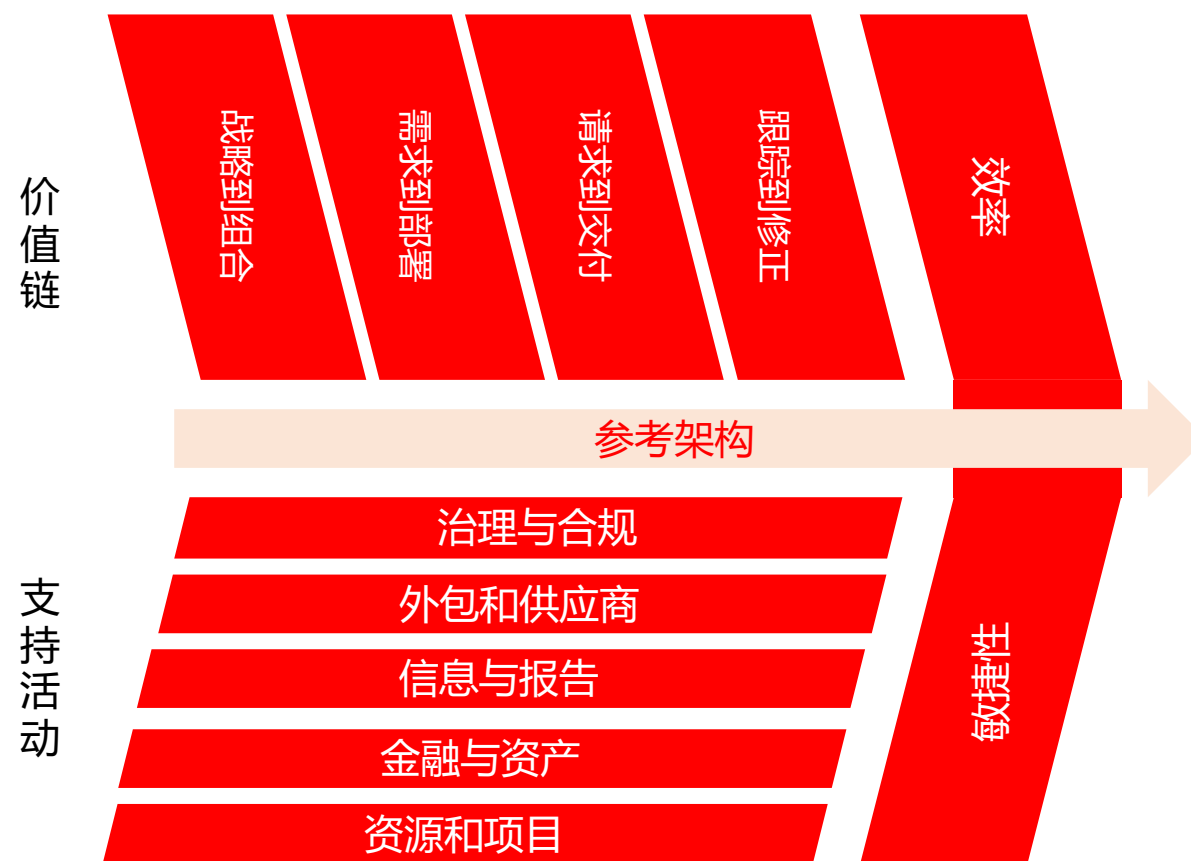 价值链
战略到组合
需求到部署
请求到交付
跟踪到修正
效率
参考架构
支持活动
治理与合规
外包和供应商
信息与报告
金融与资产
资源和项目
敏捷性